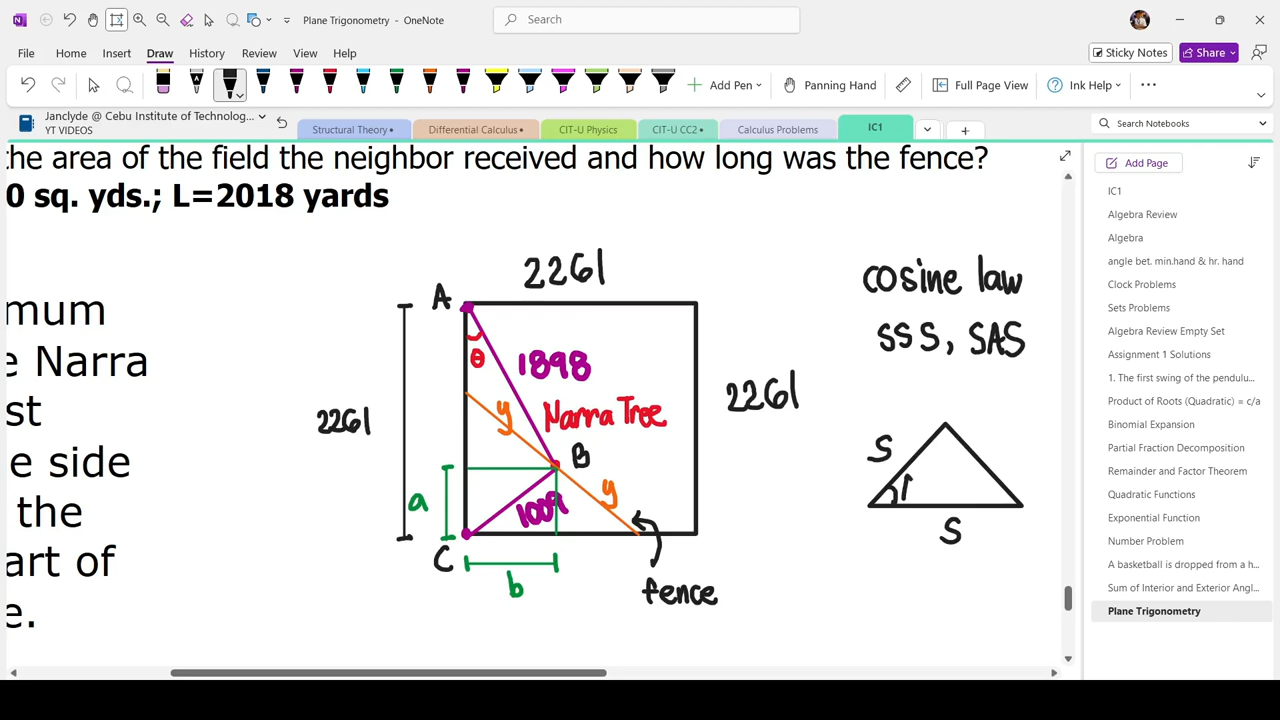 Plane Trigonometry - OneNote
Search
File
Home
Insert
Draw
History
Review
View
Help
Sticky Notes
Share
Add Pen
Panning Hand
Full Page View
Ink Help
Janclyde @ Cebu Institute of Technolog...
YT VIDEOS
Structural Theory
Differential Calculus
CIT-U Physics
CIT-U CC2
Calculus Problems
IC1
Search Notebooks
the area of the field the neighbor received and how long was the fence?
0 sq. yds.; L=2018 yards
mum
e Narra
st
e side
the
art of
e.
2261
A
θ
1898
2261
y
Narra Tree
2261
B
a
1009
y
C
b
fence
cosine law
SSS, SAS
S
S
Add Page
IC1
Algebra Review
Algebra
angle bet. min.hand & hr. hand
Clock Problems
Sets Problems
Algebra Review Empty Set
Assignment 1 Solutions
1. The first swing of the pendulu...
Product of Roots (Quadratic) = c/a
Binomial Expansion
Partial Fraction Decomposition
Remainder and Factor Theorem
Quadratic Functions
Exponential Function
Number Problem
A basketball is dropped from a h...
Sum of Interior and Exterior Angl...
Plane Trigonometry